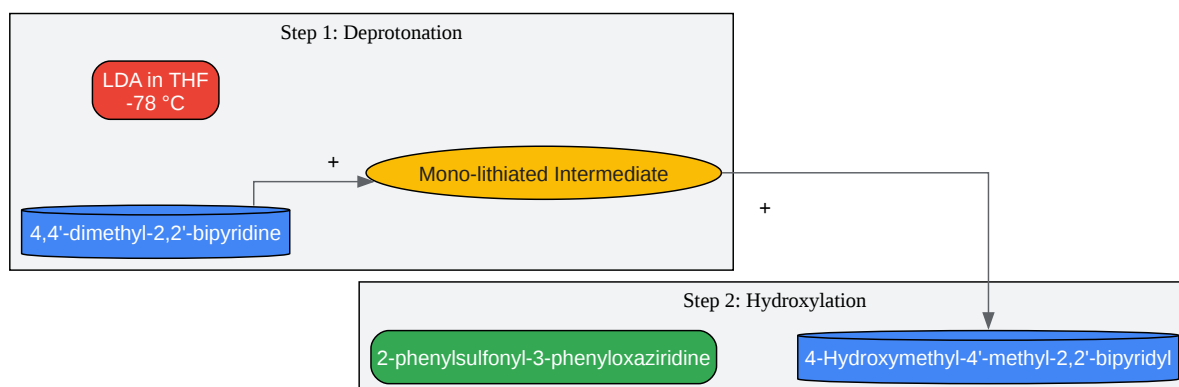 Step 1: Deprotonation
LDA in THF
-78 °C
+
Mono-lithiated Intermediate
4,4'-dimethyl-2,2'-bipyridine
+
Step 2: Hydroxylation
2-phenylsulfonyl-3-phenyloxaziridine
4-Hydroxymethyl-4'-methyl-2,2'-bipyridyl